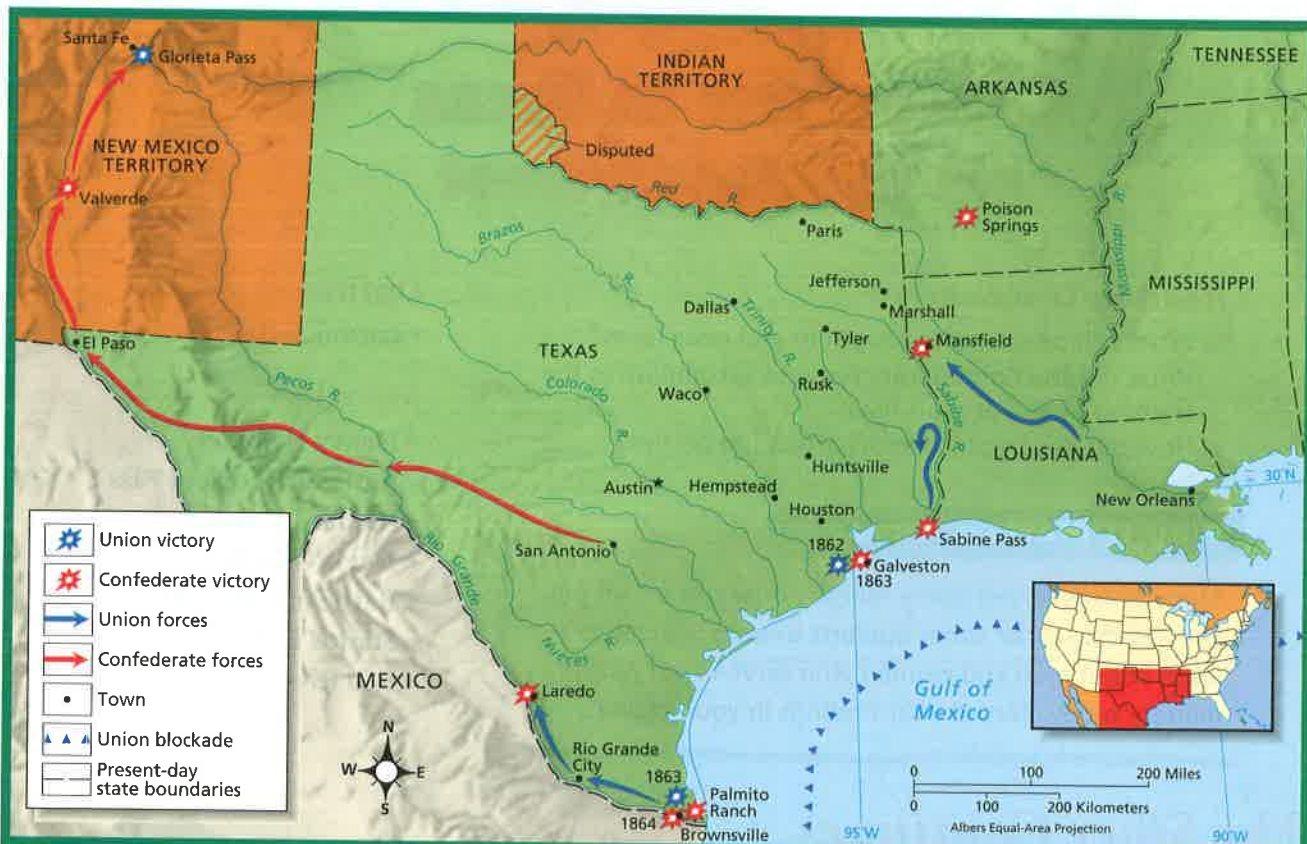 Santa Fe
Glorieta Pass
NEW MEXICO
TERRITORY
Valverde
El Paso
INDIAN
TERRITORY
Disputed
Red
R.
ARKANSAS
TENNESSEE
Poison
Springs
Mississippi R.
MISSISSIPPI
Paris
Brazos
R.
Jefferson
Marshall
Dallas
Trinity
R.
Tyler
Mansfield
TEXAS
Pecos R.
Colorado
R.
Waco
Rusk
Sabine R.
LOUISIANA
Huntsville
Austin
Hempstead
Houston
New Orleans
30°N
San Antonio
1862
Galveston
1863
Sabine Pass
Rio Grande
Nueces R.
MEXICO
Laredo
Rio Grande
City
1863
Palmito
Ranch
1864
Brownsville
Gulf of
Mexico
Union victory
Confederate victory
Union forces
Confederate forces
Town
Union blockade
Present-day
state boundaries
N
W
E
S
0 100 200 Miles
0 100 200 Kilometers
Albers Equal-Area Projection
95°W
90°W